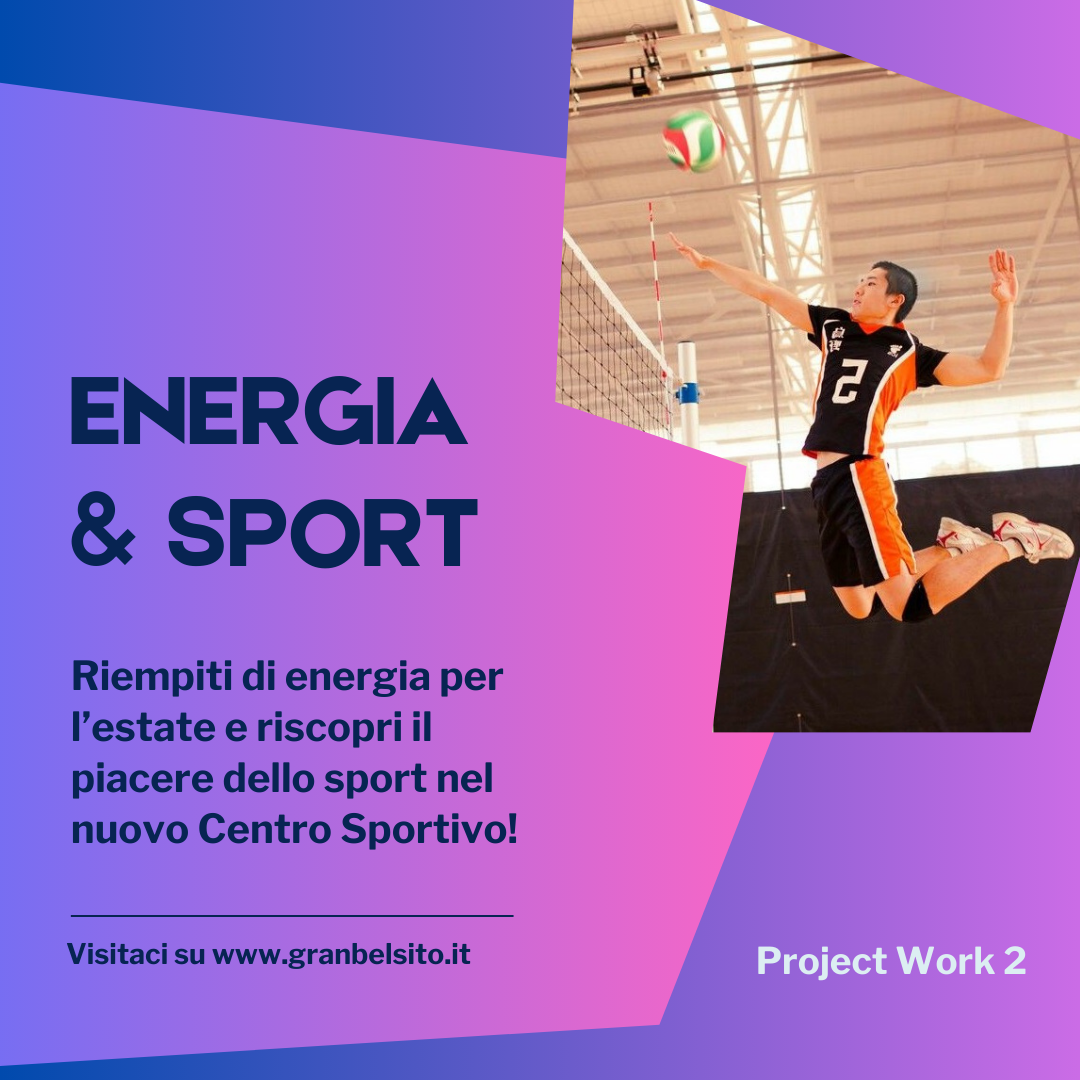 ENERGIA
& SPORT
Riempiti di energia per
l’estate e riscopri il
piacere dello sport nel
nuovo Centro Sportivo!
Visitaci su www.granbelsito.it
Project Work 2
2